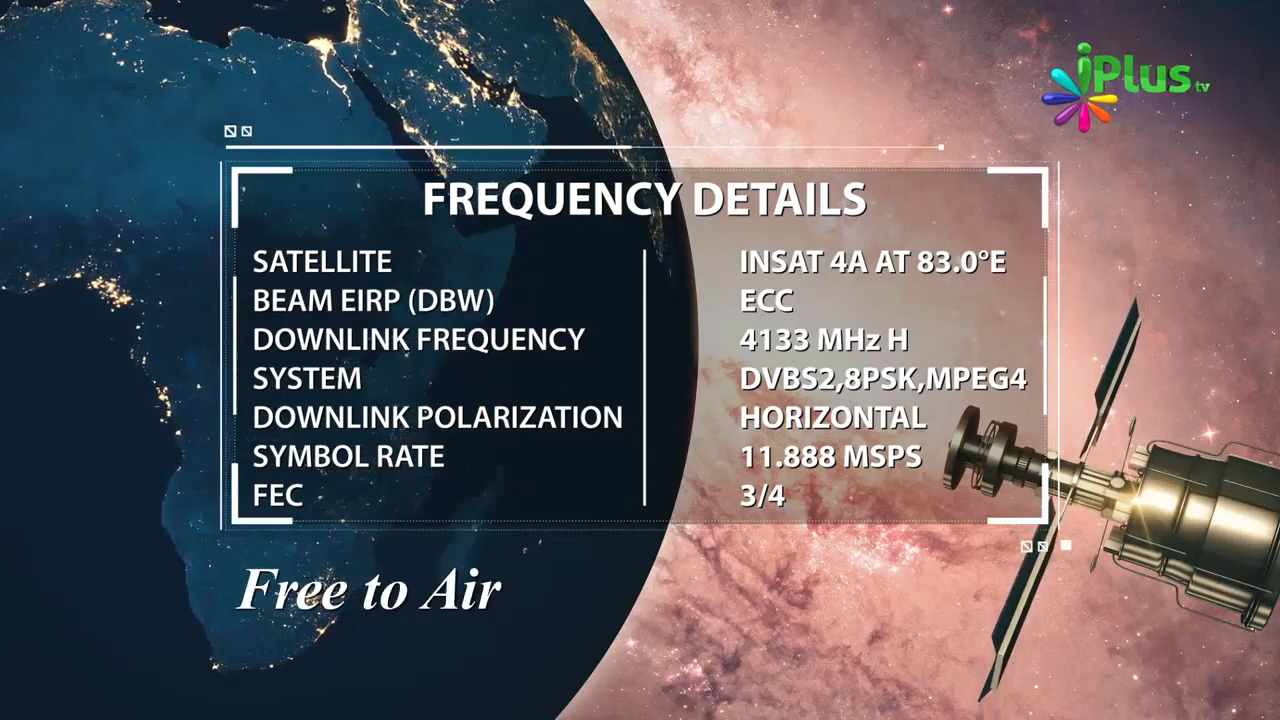 iPlus tv
FREQUENCY DETAILS
SATELLITE INSAT 4A AT 83.0°E
BEAM EIRP (DBW) ECC
DOWNLINK FREQUENCY 4133 MHz H
SYSTEM DVBS2,8PSK,MPEG4
DOWNLINK POLARIZATION HORIZONTAL
SYMBOL RATE 11.888 MSPS
FEC 3/4
Free to Air